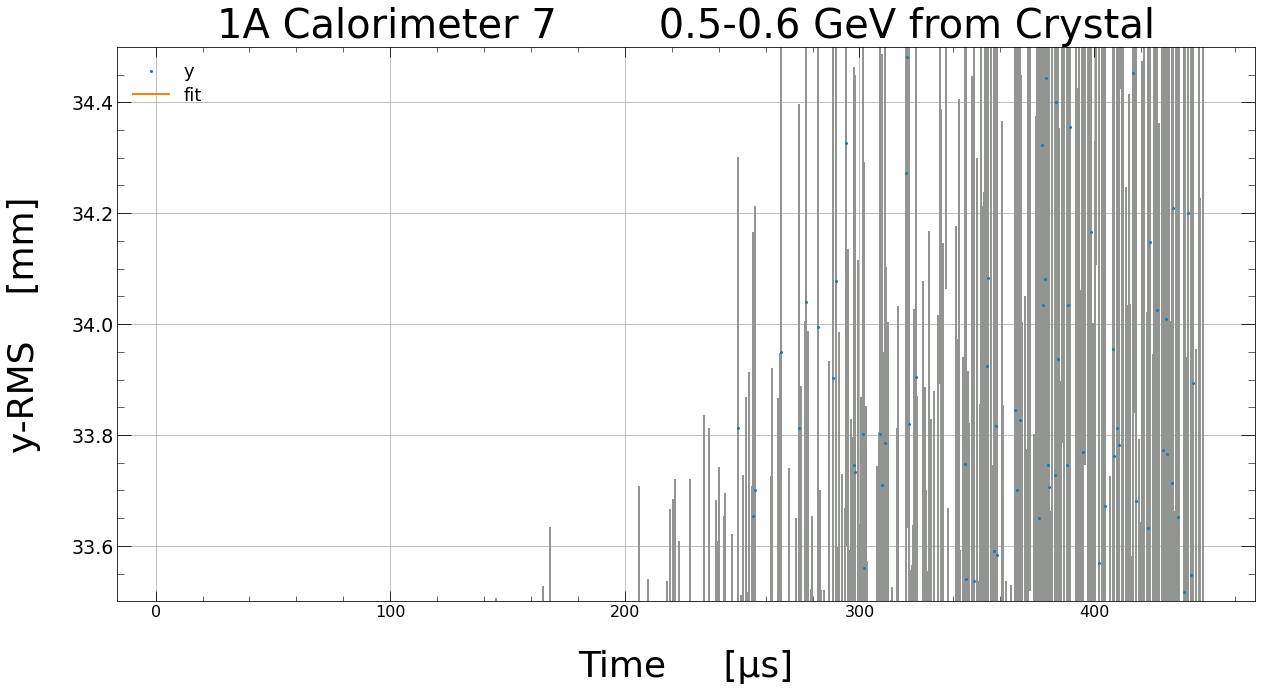 1A Calorimeter 7 0.5-0.6 GeV from Crystal
y
fit
34.4
34.2
34.0
33.8
33.6
y-RMS [mm]
0 100 200 300 400
Time [µs]